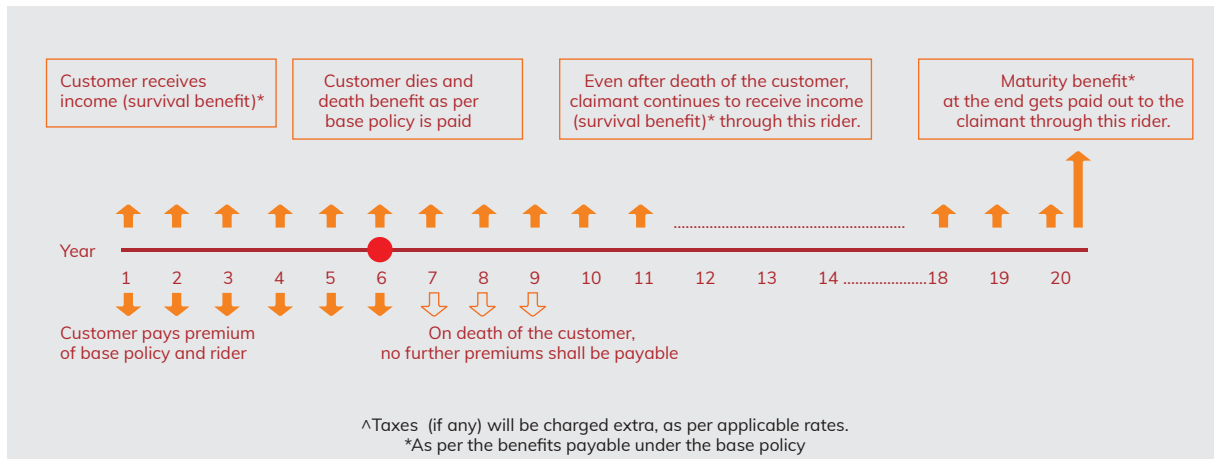 Customer receives
income (survival benefit)*
Customer dies and
death benefit as per
base policy is paid
Even after death of the customer,
claimant continues to receive income
(survival benefit)* through this rider.
Maturity benefit*
at the end gets paid out to the
claimant through this rider.
Year
1 2 3 4 5 6 7 8 9 10 11 12 13 14 ......................18 19 20
Customer pays premium
of base policy and rider
On death of the customer,
no further premiums shall be payable
^Taxes (if any) will be charged extra, as per applicable rates.
*As per the benefits payable under the base policy